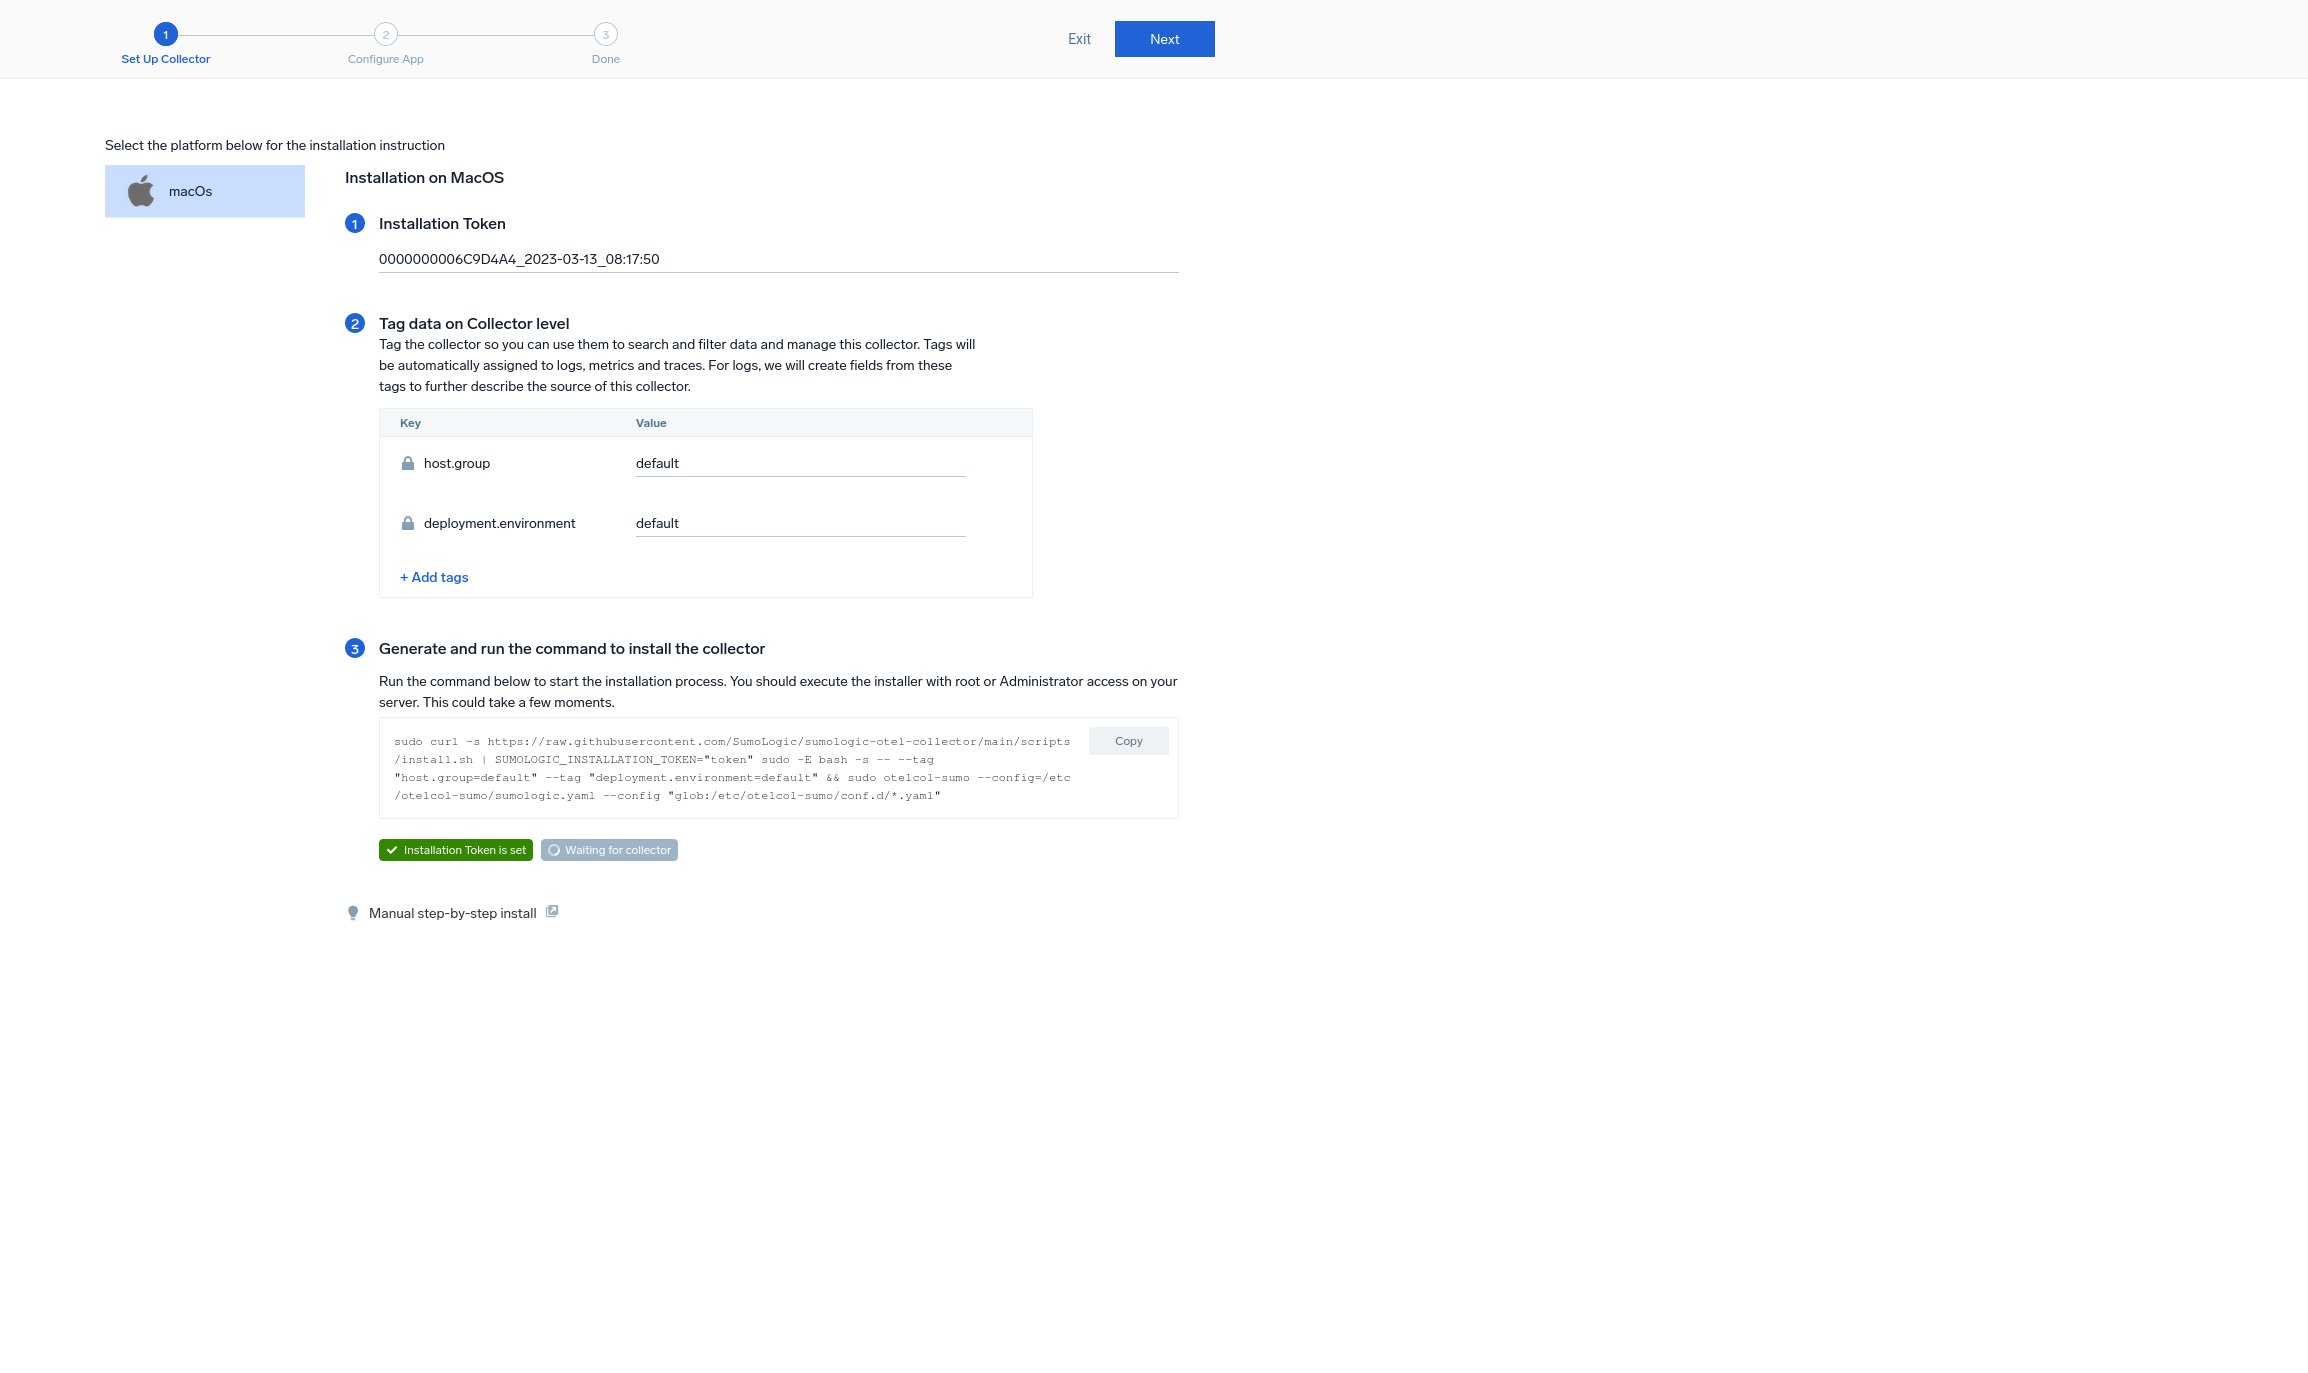 1
2
3
Set Up Collector
Configure App
Done
Exit
Next
Select the platform below for the installation instruction
macOs
Installation on MacOS
1 Installation Token
0000000006C9D4A4_2023-03-13_08:17:50
2 Tag data on Collector level
Tag the collector so you can use them to search and filter data and manage this collector. Tags will
be automatically assigned to logs, metrics and traces. For logs, we will create fields from these
tags to further describe the source of this collector.
Key Value
host.group default
deployment.environment default
+ Add tags
3 Generate and run the command to install the collector
Run the command below to start the installation process. You should execute the installer with root or Administrator access on your
server. This could take a few moments.
sudo curl -s https://raw.githubusercontent.com/SumoLogic/sumologic-otel-collector/main/scripts
/install.sh | SUMOLOGIC_INSTALLATION_TOKEN="token" sudo -E bash -s -- --tag
"host.group=default" --tag "deployment.environment=default" && sudo otelcol-sumo --config=/etc
/otelcol-sumo/sumologic.yaml --config "glob:/etc/otelcol-sumo/conf.d/*.yaml"
Copy
Installation Token is set
Waiting for collector
Manual step-by-step install